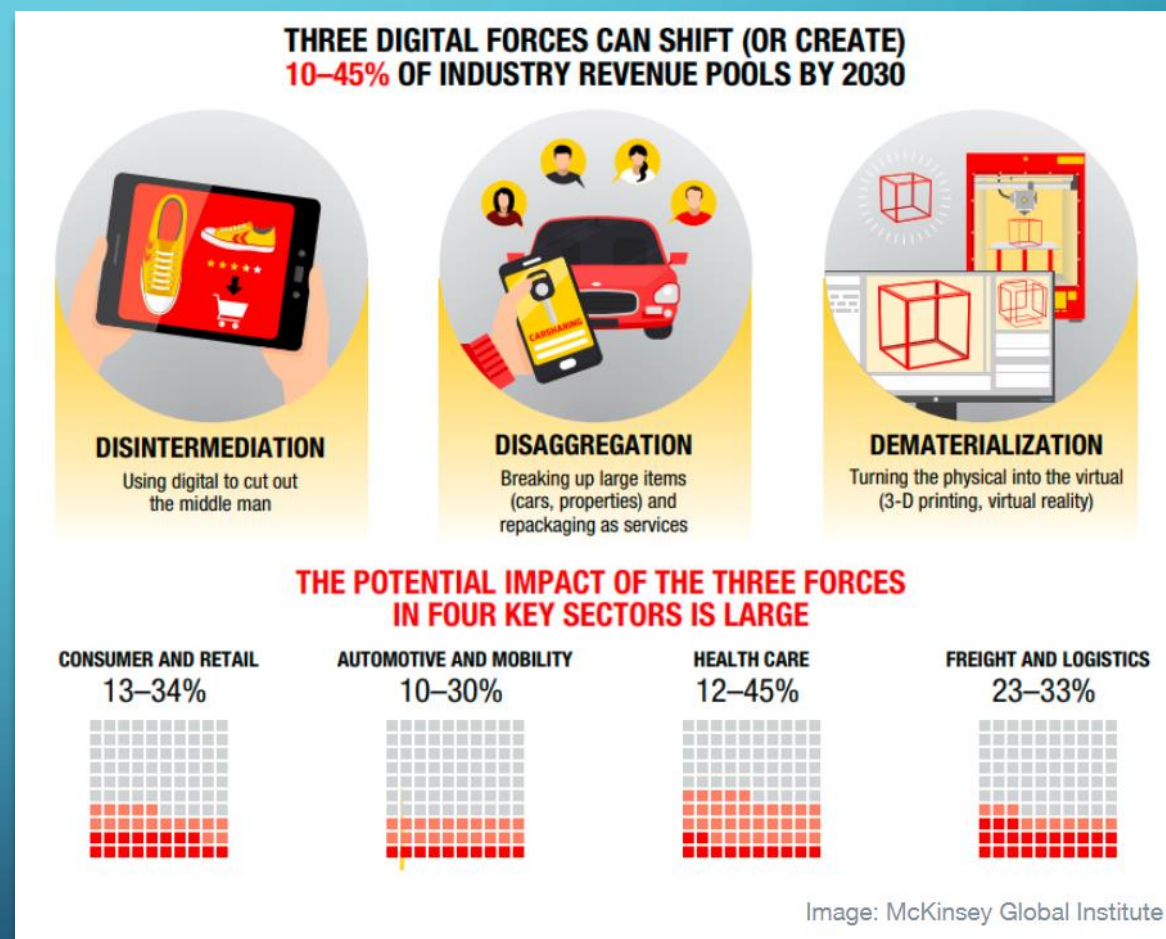 THREE DIGITAL FORCES CAN SHIFT (OR CREATE)
10–45% OF INDUSTRY REVENUE POOLS BY 2030
CARSHARING
DISINTERMEDIATION
Using digital to cut out
the middle man
DISAGGREGATION
Breaking up large items
(cars, properties) and
repackaging as services
DEMATERIALIZATION
Turning the physical into the virtual
(3-D printing, virtual reality)
THE POTENTIAL IMPACT OF THE THREE FORCES
IN FOUR KEY SECTORS IS LARGE
CONSUMER AND RETAIL
13–34%
AUTOMOTIVE AND MOBILITY
10–30%
HEALTH CARE
12–45%
FREIGHT AND LOGISTICS
23–33%
Image: McKinsey Global Institute